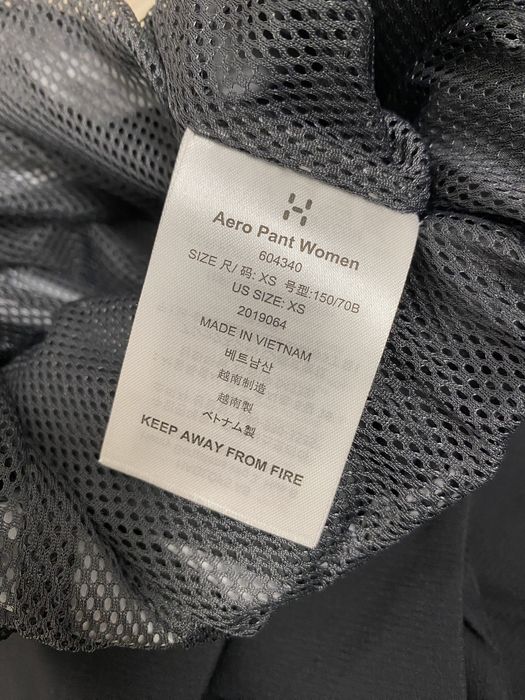 Aero Pant Women
604340
SIZE 尺/ 码: XS 号型:150/70B
US SIZE: XS
2019064
MADE IN VIETNAM
베트남산
越南制造
越南製
ベトナム製
KEEP AWAY FROM FIRE